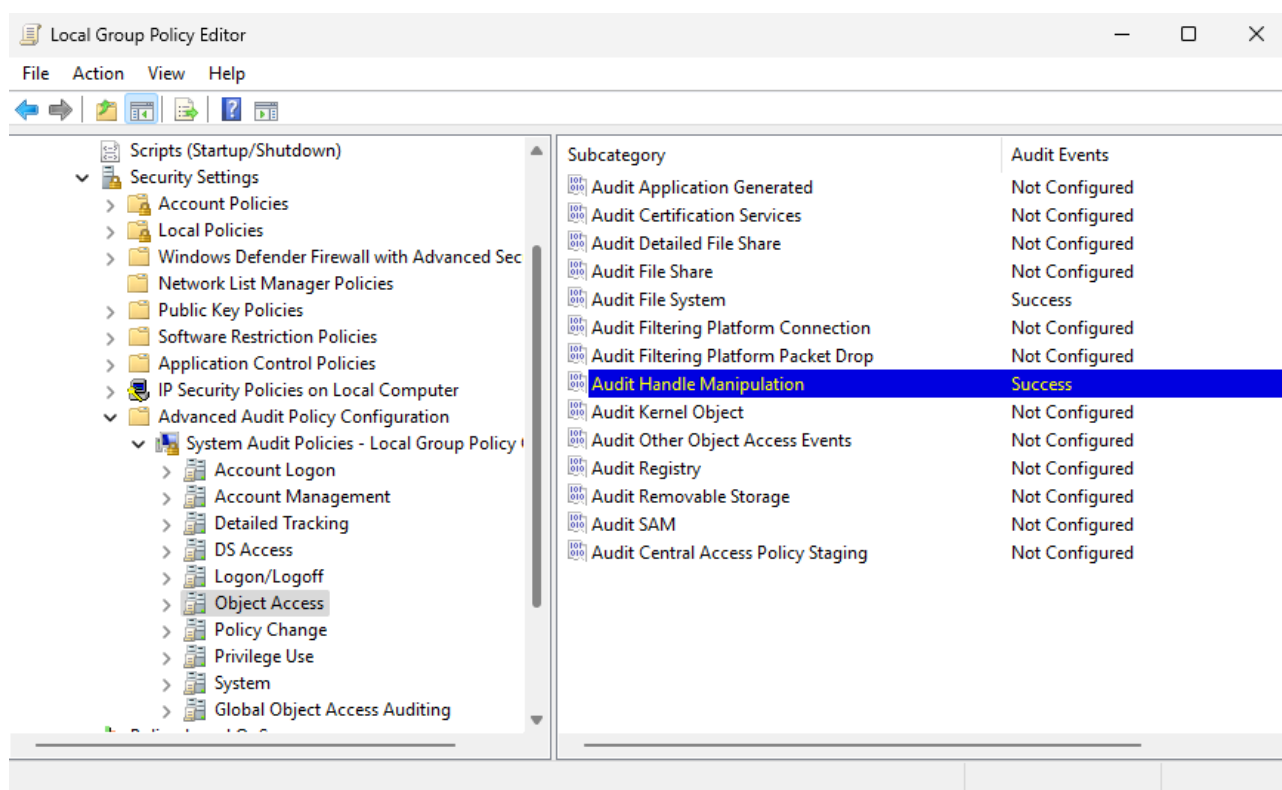 Local Group Policy Editor
File Action View Help
Scripts (Startup/Shutdown)
Security Settings
Account Policies
Local Policies
Windows Defender Firewall with Advanced Sec
Network List Manager Policies
Public Key Policies
Software Restriction Policies
Application Control Policies
IP Security Policies on Local Computer
Advanced Audit Policy Configuration
System Audit Policies - Local Group Policy
Account Logon
Account Management
Detailed Tracking
DS Access
Logon/Logoff
Object Access
Policy Change
Privilege Use
System
Global Object Access Auditing
Subcategory Audit Events
Audit Application Generated Not Configured
Audit Certification Services Not Configured
Audit Detailed File Share Not Configured
Audit File Share Not Configured
Audit File System Success
Audit Filtering Platform Connection Not Configured
Audit Filtering Platform Packet Drop Not Configured
Audit Handle Manipulation Success
Audit Kernel Object Not Configured
Audit Other Object Access Events Not Configured
Audit Registry Not Configured
Audit Removable Storage Not Configured
Audit SAM Not Configured
Audit Central Access Policy Staging Not Configured